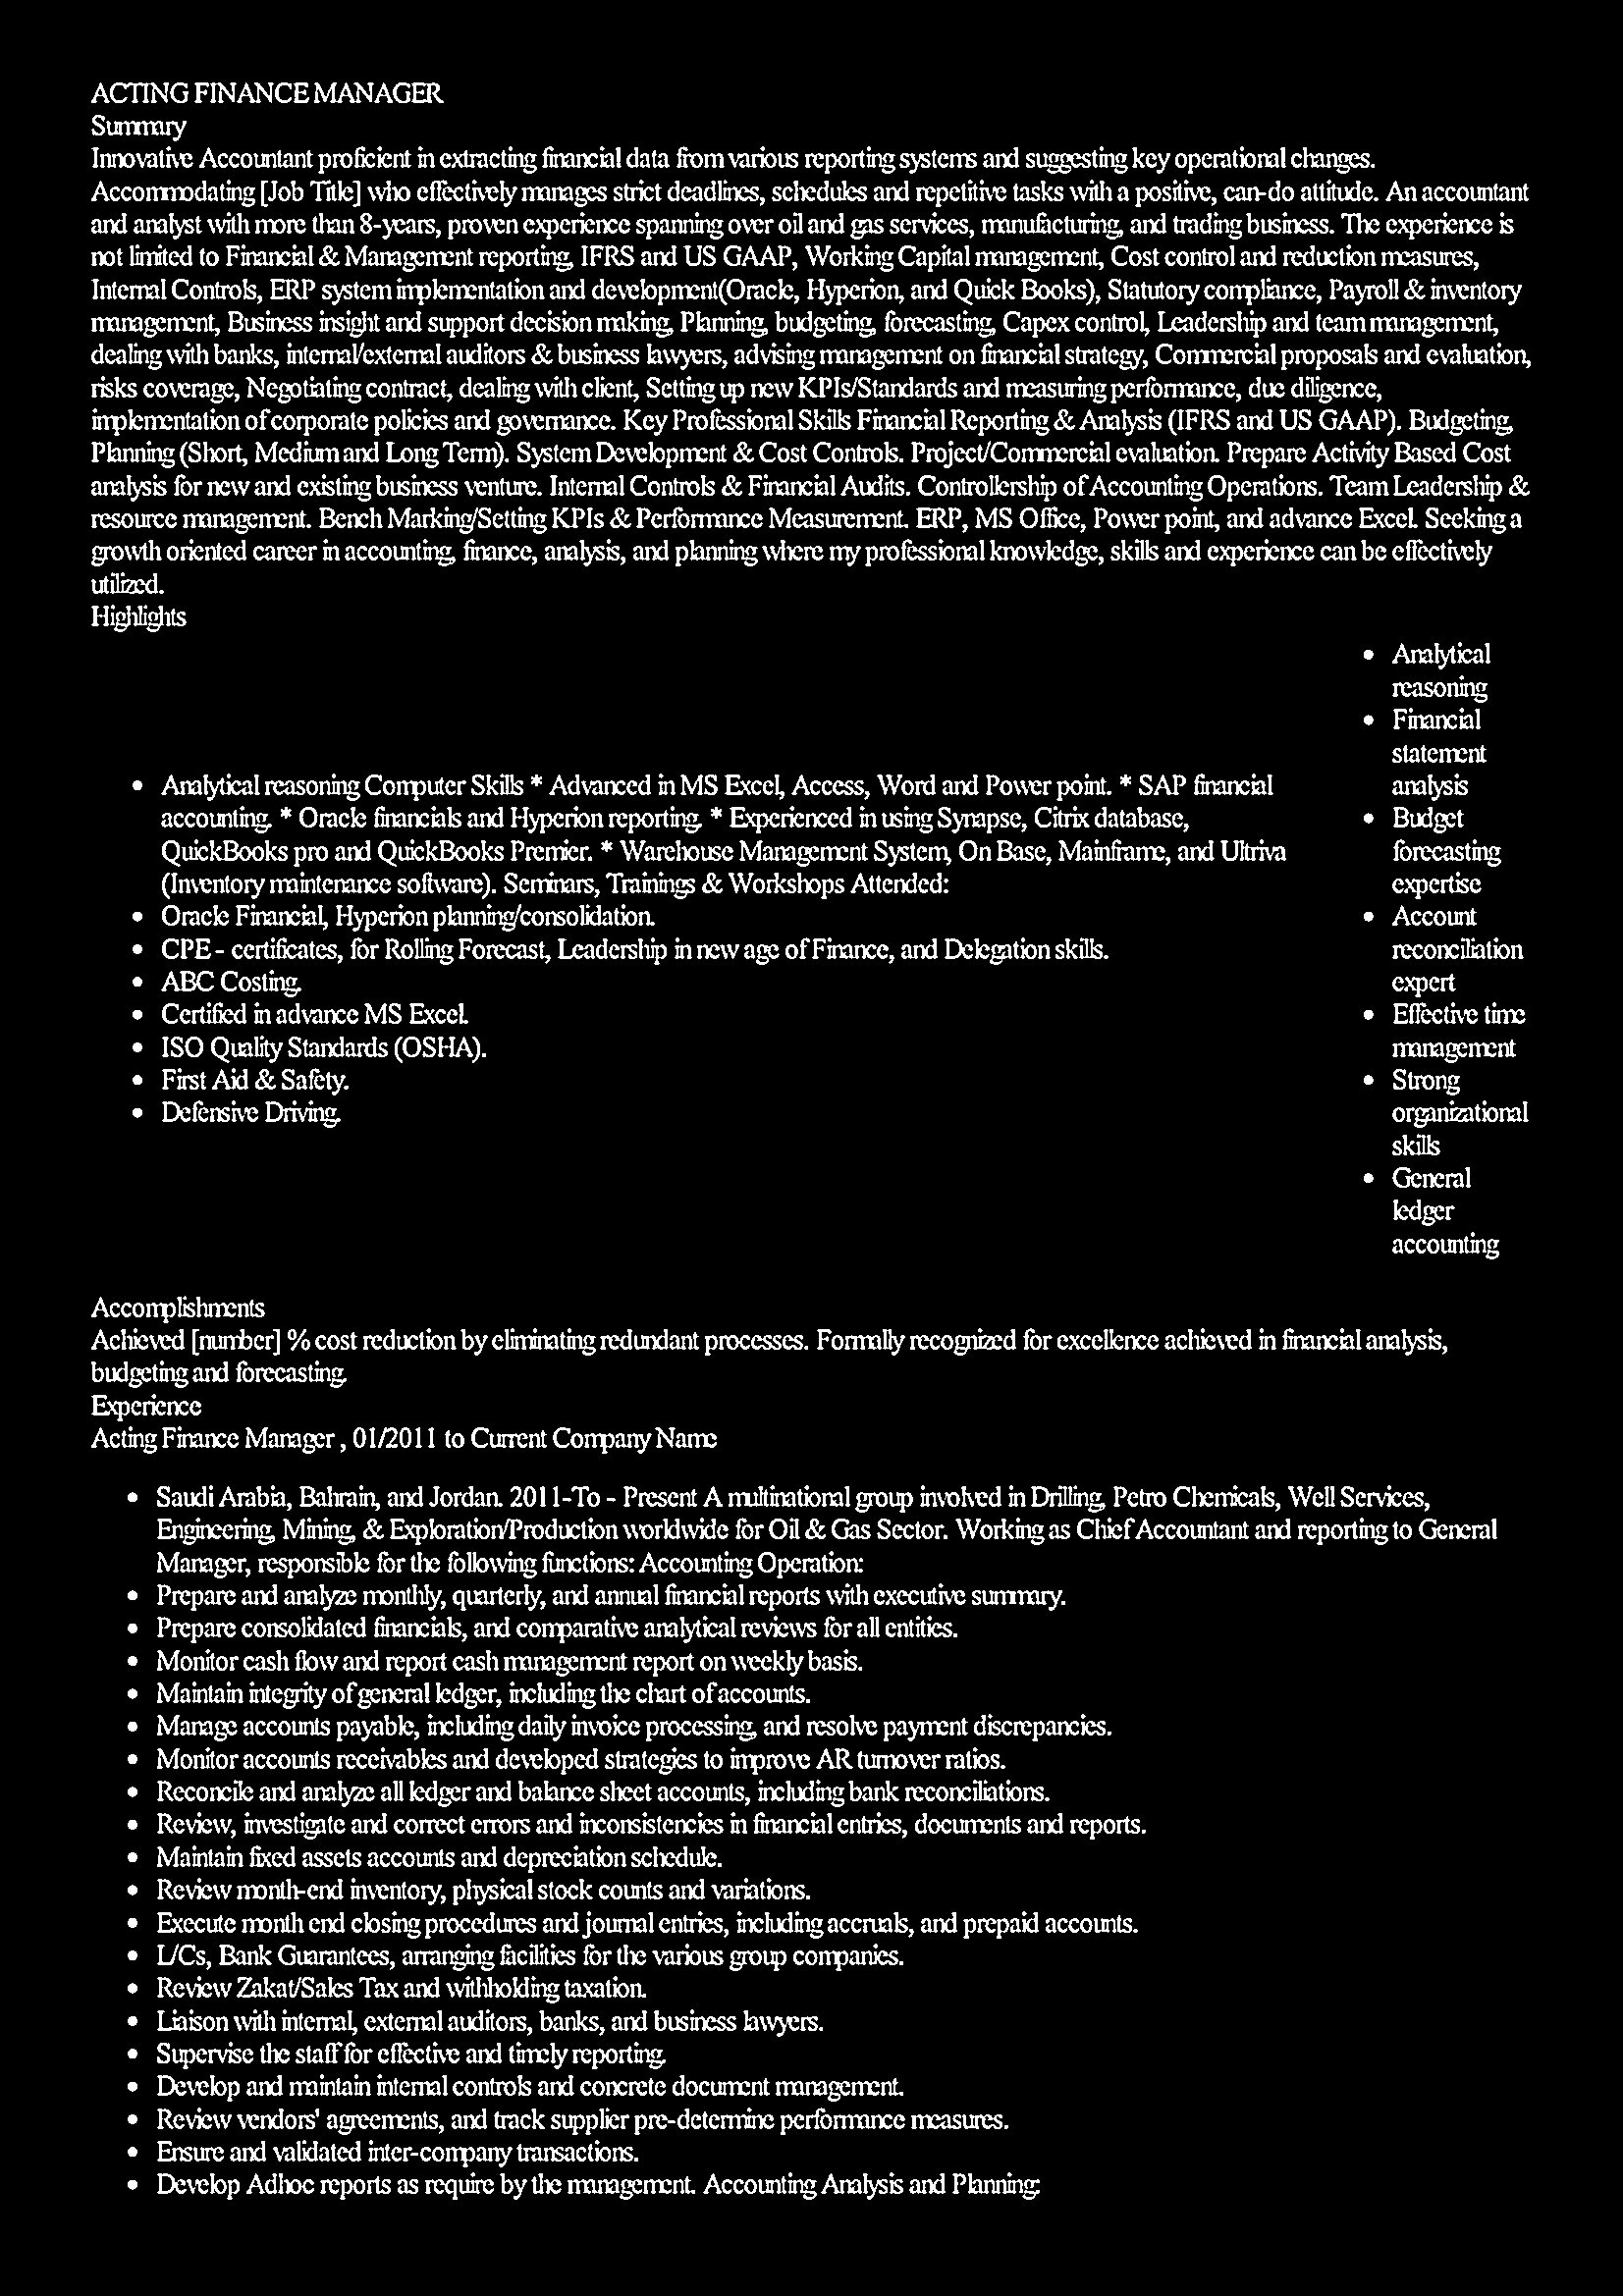 ACTING FINANCE MANAGER
Summary
Innovative Accountant proficient in extracting financial data from various reporting systems and suggesting key operational changes.
Accommodating [Job Title] who effectively manages strict deadlines, schedules and repetitive tasks with a positive, can-do attitude. An accountant
and analyst with more than 8-years, proven experience spanning over oil and gas services, manufacturing, and trading business. The experience is
not limited to Financial & Management reporting, IFRS and US GAAP, Working Capital management, Cost control and reduction measures,
Internal Controls, ERP system implementation and development(Oracle, Hyperion, and Quick Books), Statutory compliance, Payroll & inventory
management, Business insight and support decision making, Planning, budgeting, forecasting, Capex control, Leadership and team management,
dealing with banks, internal/external auditors & business lawyers, advising management on financial strategy, Commercial proposals and evaluation,
risks coverage, Negotiating contract, dealing with client, Setting up new KPIs/Standards and measuring performance, due diligence,
implementation of corporate policies and governance. Key Professional Skills Financial Reporting & Analysis (IFRS and US GAAP). Budgeting,
Planning (Short, Medium and Long Term). System Development & Cost Controls. Project/Commercial evaluation. Prepare Activity Based Cost
analysis for new and existing business venture. Internal Controls & Financial Audits. Controllership of Accounting Operations. Team Leadership &
resource management. Bench Marking/Setting KPIs & Performance Measurement. ERP, MS Office, Power point, and advance Excel. Seeking a
growth oriented career in accounting, finance, analysis, and planning where my professional knowledge, skills and experience can be effectively
utilized.
Highlights
• Analytical reasoning Computer Skills * Advanced in MS Excel, Access, Word and Power point. * SAP financial
accounting. * Oracle financials and Hyperion reporting. * Experienced in using Synapse, Citrix database,
QuickBooks pro and QuickBooks Premier. * Warehouse Management System, On Base, Mainframe, and Ultriva
(Inventory maintenance software). Seminars, Trainings & Workshops Attended:
• Oracle Financial, Hyperion planning/consolidation.
• CPE - certificates, for Rolling Forecast, Leadership in new age of Finance, and Delegation skills.
• ABC Costing.
• Certified in advance MS Excel.
• ISO Quality Standards (OSHA).
• First Aid & Safety.
• Defensive Driving.
• Analytical
reasoning
• Financial
statement
analysis
• Budget
forecasting
expertise
• Account
reconciliation
expert
• Effective time
management
• Strong
organizational
skills
• General
ledger
accounting
Accomplishments
Achieved [number] % cost reduction by eliminating redundant processes. Formally recognized for excellence achieved in financial analysis,
budgeting and forecasting.
Experience
Acting Finance Manager , 01/2011 to Current Company Name
• Saudi Arabia, Bahrain, and Jordan. 2011-To - Present A multinational group involved in Drilling, Petro Chemicals, Well Services,
Engineering, Mining, & Exploration/Production worldwide for Oil & Gas Sector. Working as Chief Accountant and reporting to General
Manager, responsible for the following functions: Accounting Operation:
• Prepare and analyze monthly, quarterly, and annual financial reports with executive summary.
• Prepare consolidated financials, and comparative analytical reviews for all entities.
• Monitor cash flow and report cash management report on weekly basis.
• Maintain integrity of general ledger, including the chart of accounts.
• Manage accounts payable, including daily invoice processing, and resolve payment discrepancies.
• Monitor accounts receivables and developed strategies to improve AR turnover ratios.
• Reconcile and analyze all ledger and balance sheet accounts, including bank reconciliations.
• Review, investigate and correct errors and inconsistencies in financial entries, documents and reports.
• Maintain fixed assets accounts and depreciation schedule.
• Review month-end inventory, physical stock counts and variations.
• Execute month end closing procedures and journal entries, including accruals, and prepaid accounts.
• L/Cs, Bank Guarantees, arranging facilities for the various group companies.
• Review Zakat/Sales Tax and withholding taxation.
• Liaison with internal, external auditors, banks, and business lawyers.
• Supervise the staff for effective and timely reporting.
• Develop and maintain internal controls and concrete document management.
• Review vendors' agreements, and track supplier pre-determine performance measures.
• Ensure and validated inter-company transactions.
• Develop Adhoc reports as require by the management. Accounting Analysis and Planning: